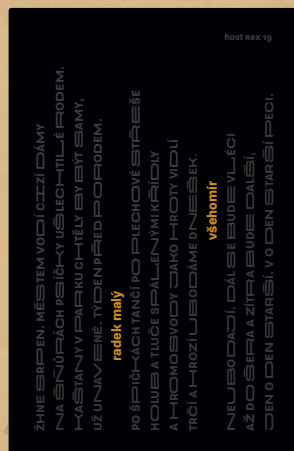 host rex 19
ŽHNE SRPEN. MĚSTEM VODÍ CIZÍ DÁMY
NA ŠŇŮRÁCH PSÍČKY UŠLECHTILÉ RODEM.
KAŠTANY V PARKU CHTĚLY BY BÝT SAMY,
UŽ UNAVENÉ. TÝDEN PŘED PORODEM.
radek malý
PO ŠPIČKÁCH TANČÍ PO PLECHOVÉ STŘEŠE
HOLUB A TLUČE SPÁLENÝMI KŘÍDLY
A HROMOSVODY JAKO HROTY VIDLÍ
TRČÍ A HROZÍ: UBODÁME DNEŠEK.
všehomír
NEUBODAJÍ. DÁL SE BUDE VLÉCI
AŽ DO ŠERA A ZÍTRA BUDE DALŠÍ,
JEN O DEN STARŠÍ. V O DEN STARŠÍ PECI.